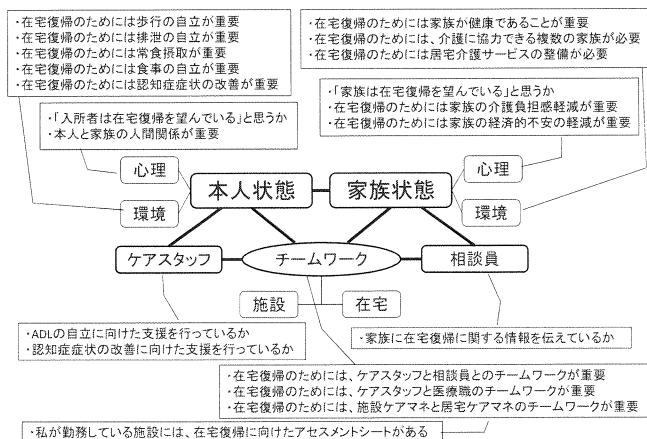 ・在宅復帰のためには歩行の自立が重要
・在宅復帰のためには排泄の自立が重要
・在宅復帰のためには常食摂取が重要
・在宅復帰のためには食事の自立が重要
・在宅復帰のためには認知症症状の改善が重要
・在宅復帰のためには家族が健康であることが重要
・在宅復帰のためには、介護に協力できる複数の家族が必要
・在宅復帰のためには居宅介護サービスの整備が必要
・「入所者は在宅復帰を望んでいる」と思うか
・本人と家族の人間関係が重要
・「家族は在宅復帰を望んでいる」と思うか
・在宅復帰のためには家族の介護負担感軽減が重要
・在宅復帰のためには家族の経済的不安の軽減が重要
心理
環境
本人状態
家族状態
心理
環境
ケアスタッフ
チームワーク
相談員
施設
在宅
・ADLの自立に向けた支援を行っているか
・認知症症状の改善に向けた支援を行っているか
・家族に在宅復帰に関する情報を伝えているか
・在宅復帰のためには、ケアスタッフと相談員とのチームワークが重要
・在宅復帰のためには、ケアスタッフと医療職のチームワークが重要
・在宅復帰のためには、施設ケアマネと居宅ケアマネのチームワークが重要
・私が勤務している施設には、在宅復帰に向けたアセスメントシートがある